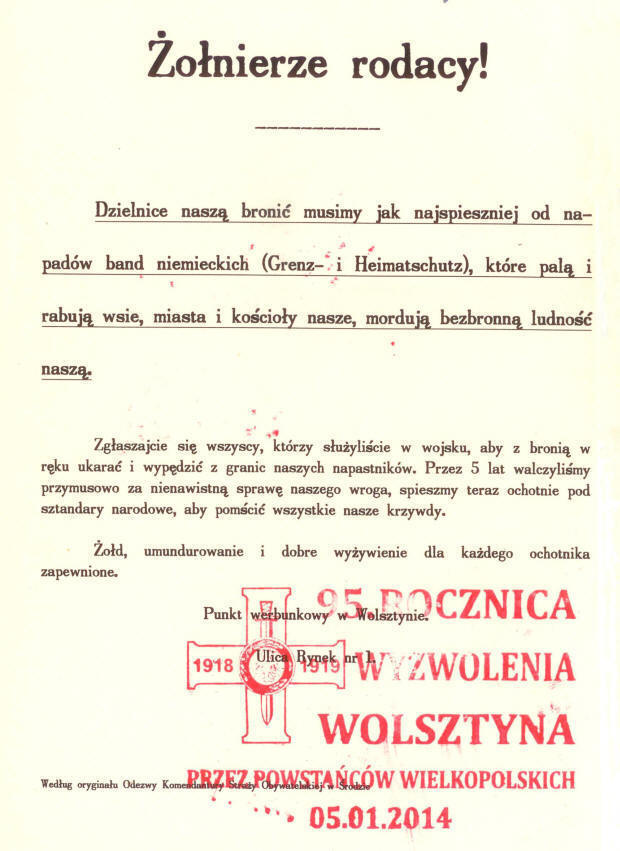 Żołnierze rodacy!
Dzielnice naszą bronić musimy jak najspieszniej od na-
padów band niemieckich (Grenz- i Heimatschutz), które palą i
rabują wsie, miasta i kościoły nasze, mordują bezbronną ludność
naszą.
Zgłaszajcie się wszyscy, którzy służyliście w wojsku, aby z bronią w
ręku ukarać i wypędzić z granic naszych napastników. Przez 5 lat walczyliśmy
przymusowo za nienawistną sprawę naszego wroga, spieszmy teraz ochotnie pod
sztandary narodowe, aby pomścić wszystkie nasze krzywdy.
Żołd, umundurowanie i dobre wyżywienie dla każdego ochotnika
zapewnione.
Punkt werbunkowy w Wolsztynie.
Ulica Rynek nr 1.
95. ROCZNICA
1918 1919 WYZWOLENIA
WOLSZTYNA
PRZEZ POWSTAŃCÓW WIELKOPOLSKICH
05.01.2014
Według oryginału Odezwy Komendantury Straży Obywatelskiej w Środzie